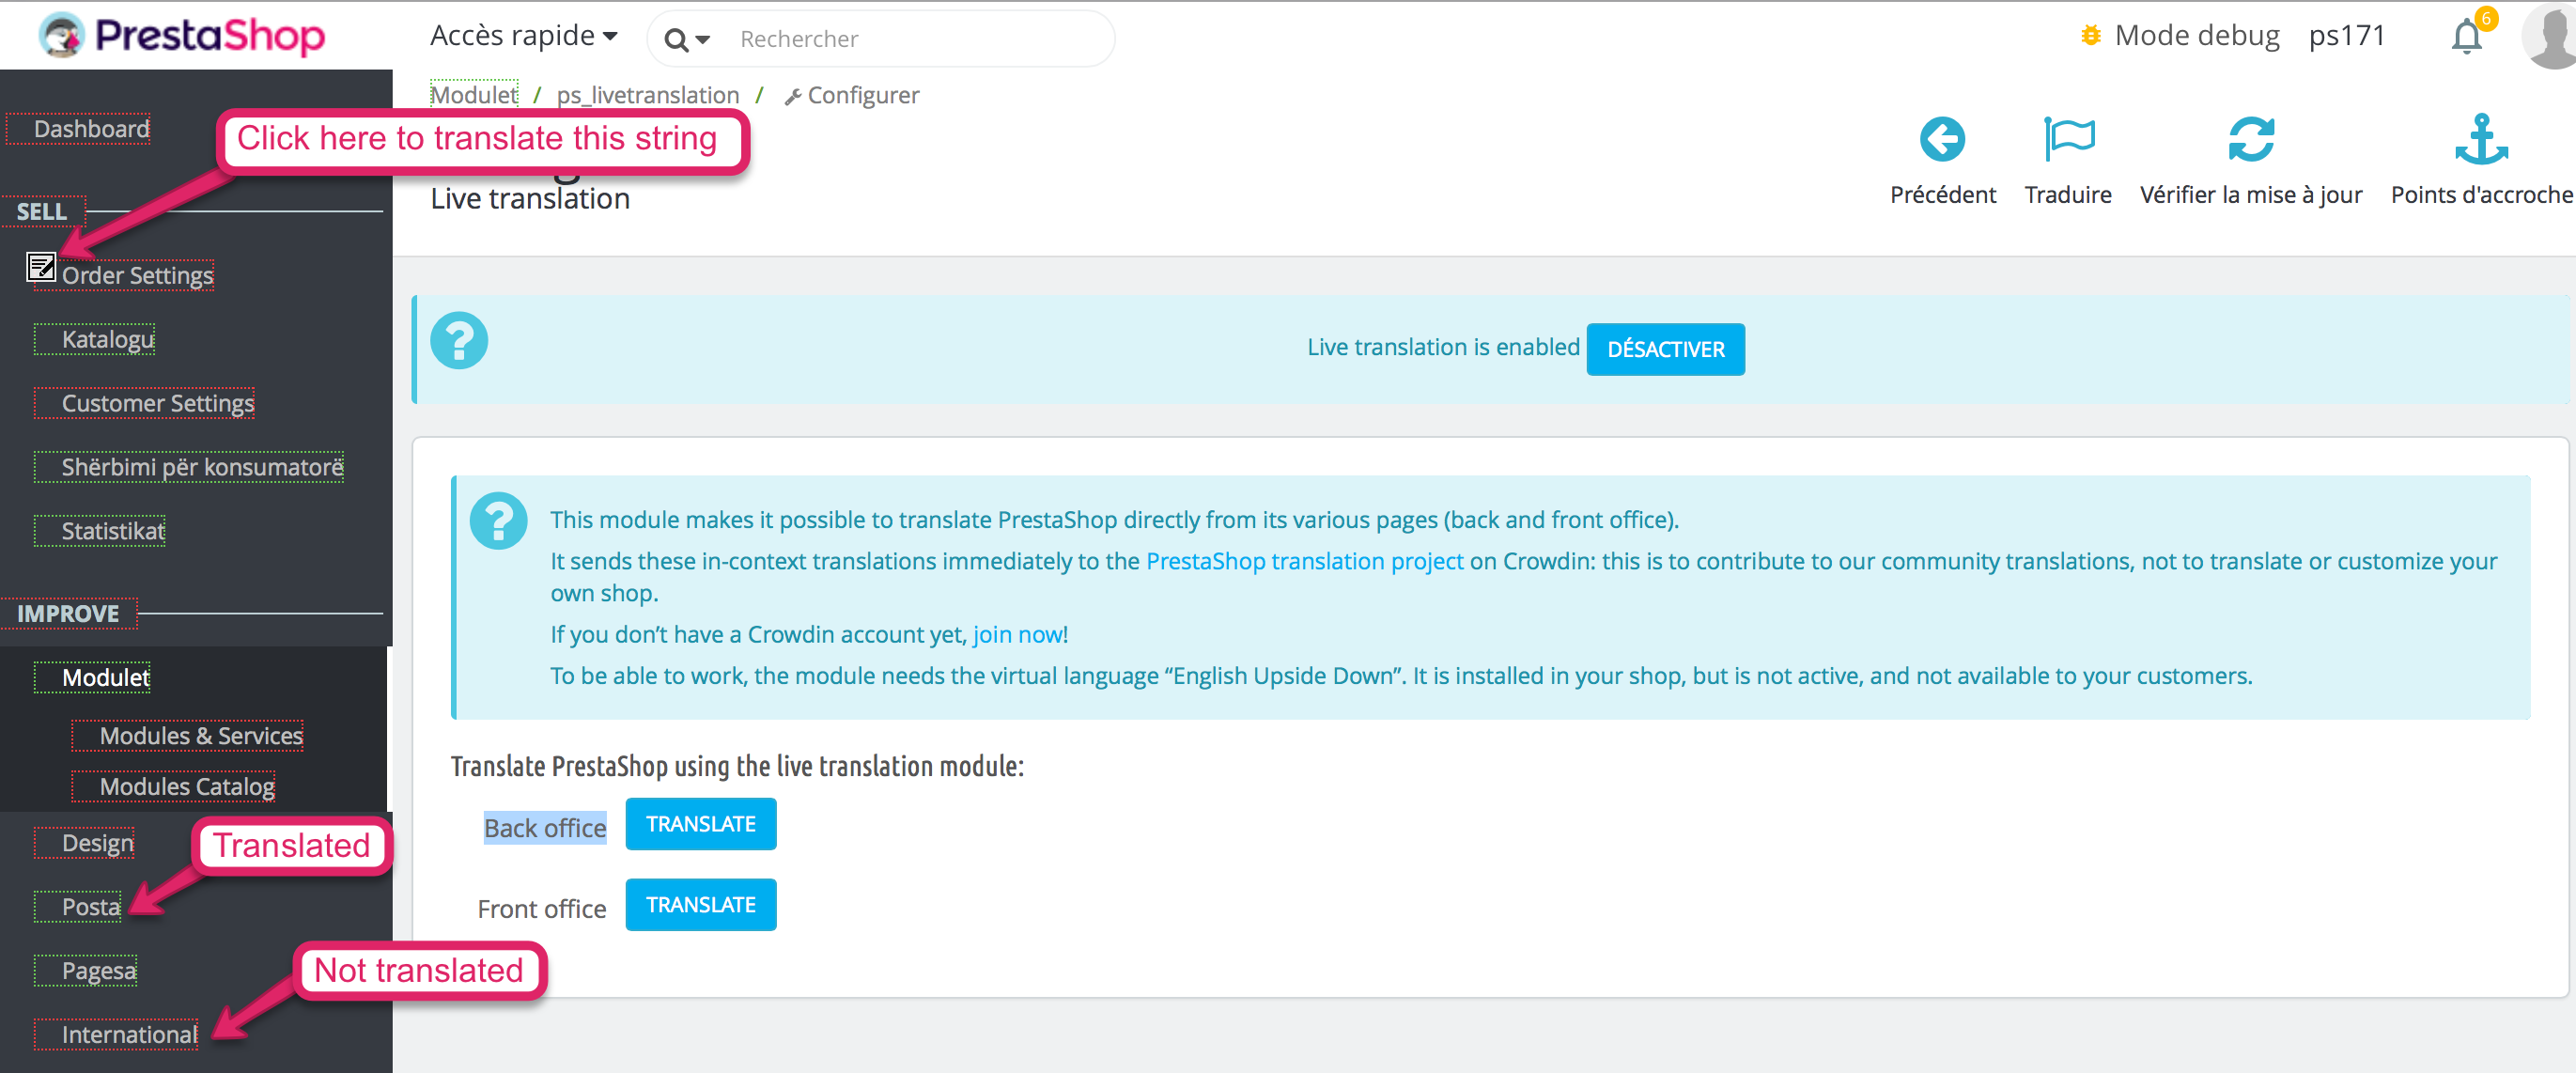 PrestaShop
Accès rapide
Rechercher
Mode debug
ps171
6
Modulet / ps_livetranslation / Configurer
Live translation
Précédent
Traduire
Vérifier la mise à jour
Points d'accroche
Dashboard
Click here to translate this string
SELL
Order Settings
Katalogu
Customer Settings
Shërbimi për konsumatorë
Statistikat
IMPROVE
Modulet
Modules & Services
Modules Catalog
Design
Translated
Posta
Pagesa
Not translated
International
Live translation is enabled DÉSACTIVER
This module makes it possible to translate PrestaShop directly from its various pages (back and front office).
It sends these in-context translations immediately to the PrestaShop translation project on Crowdin: this is to contribute to our community translations, not to translate or customize your
own shop.
If you don’t have a Crowdin account yet, join now!
To be able to work, the module needs the virtual language “English Upside Down”. It is installed in your shop, but is not active, and not available to your customers.
Translate PrestaShop using the live translation module:
Back office TRANSLATE
Front office TRANSLATE